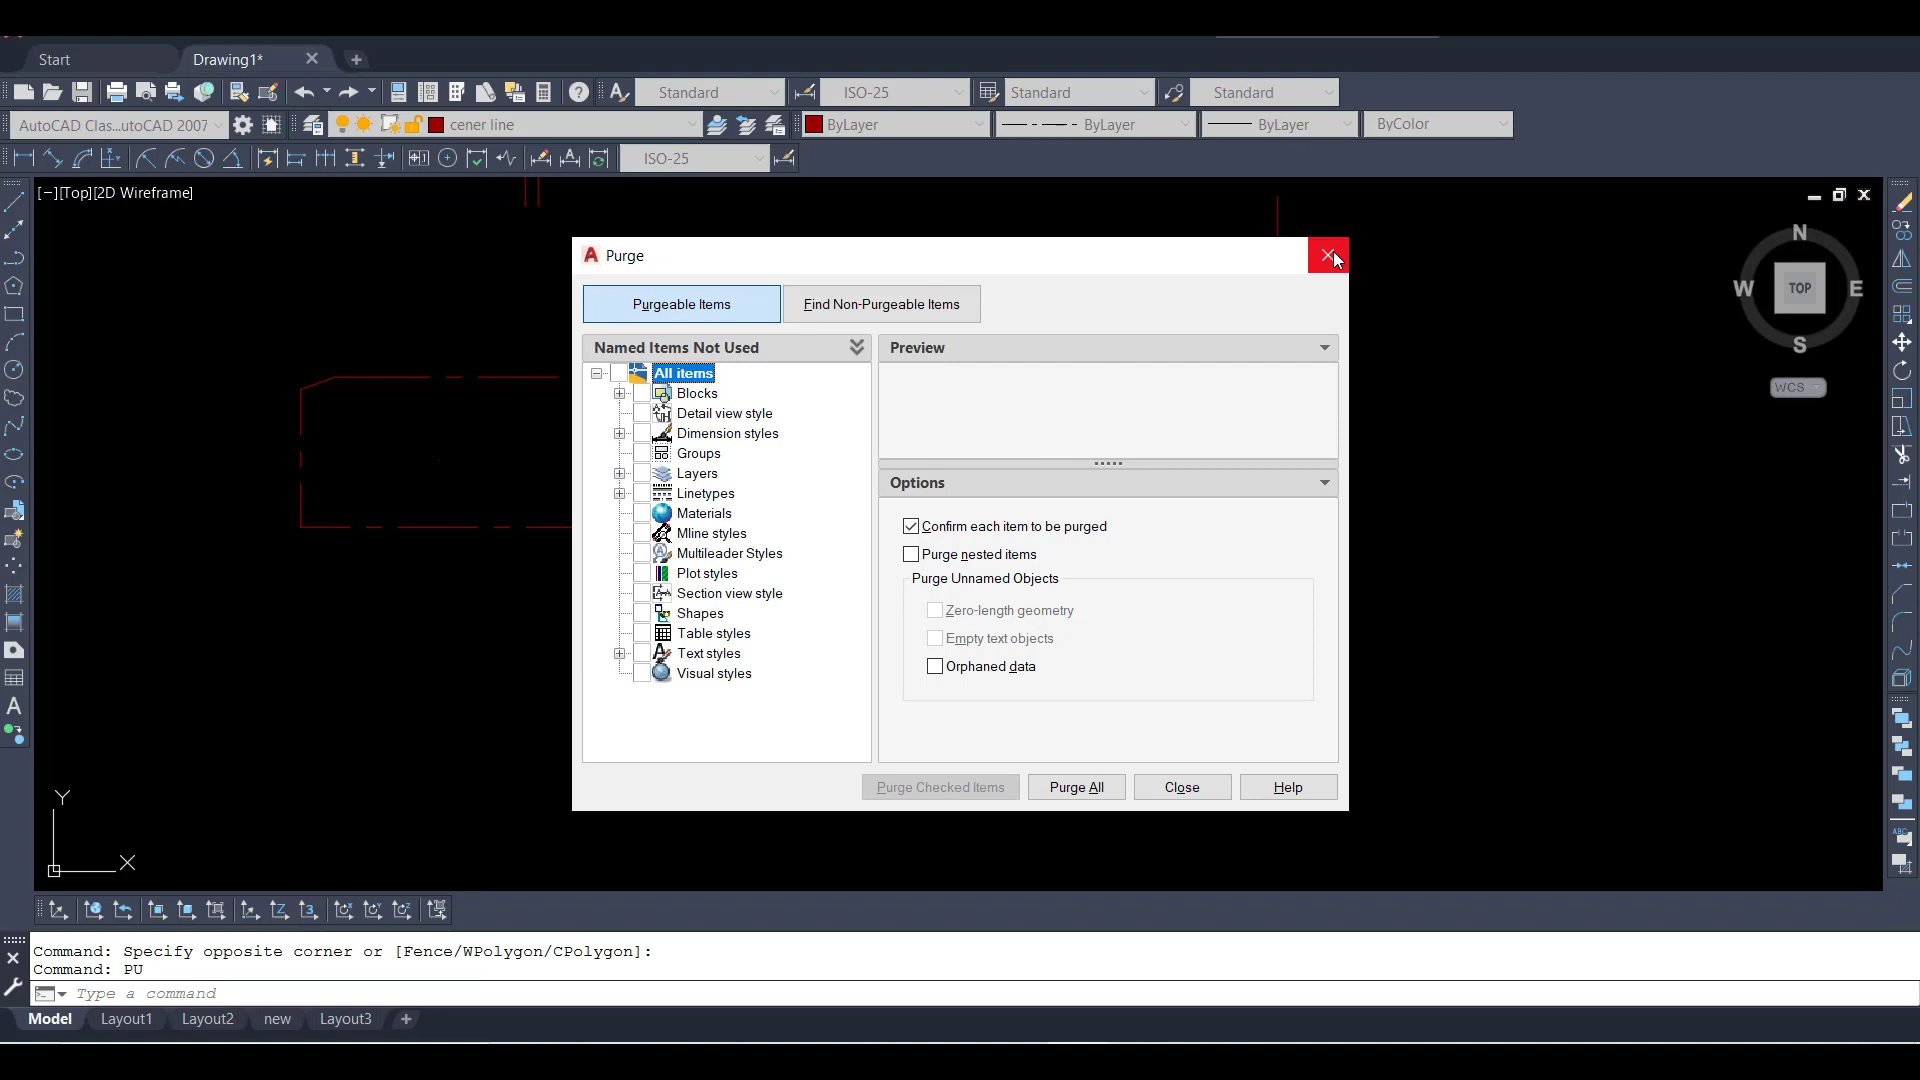 Start
Drawing1*
Standard
ISO-25
Standard
Standard
AutoCAD Clas...utoCAD 2007
cener line
ByLayer
ByLayer
ByLayer
ByColor
ISO-25
[−][Top][2D Wireframe]
N
W
TOP
E
S
WCS
Purge
Purgeable Items
Find Non-Purgeable Items
Named Items Not Used
Preview
All items
Blocks
Detail view style
Dimension styles
Groups
Layers
Linetypes
Materials
Mline styles
Multileader Styles
Plot styles
Section view style
Shapes
Table styles
Text styles
Visual styles
Options
Confirm each item to be purged
Purge nested items
Purge Unnamed Objects
Zero-length geometry
Empty text objects
Orphaned data
Purge Checked Items
Purge All
Close
Help
Y
X
Command: Specify opposite corner or [Fence/WPolygon/CPolygon]:
Command: PU
Type a command
Model
Layout1
Layout2
new
Layout3